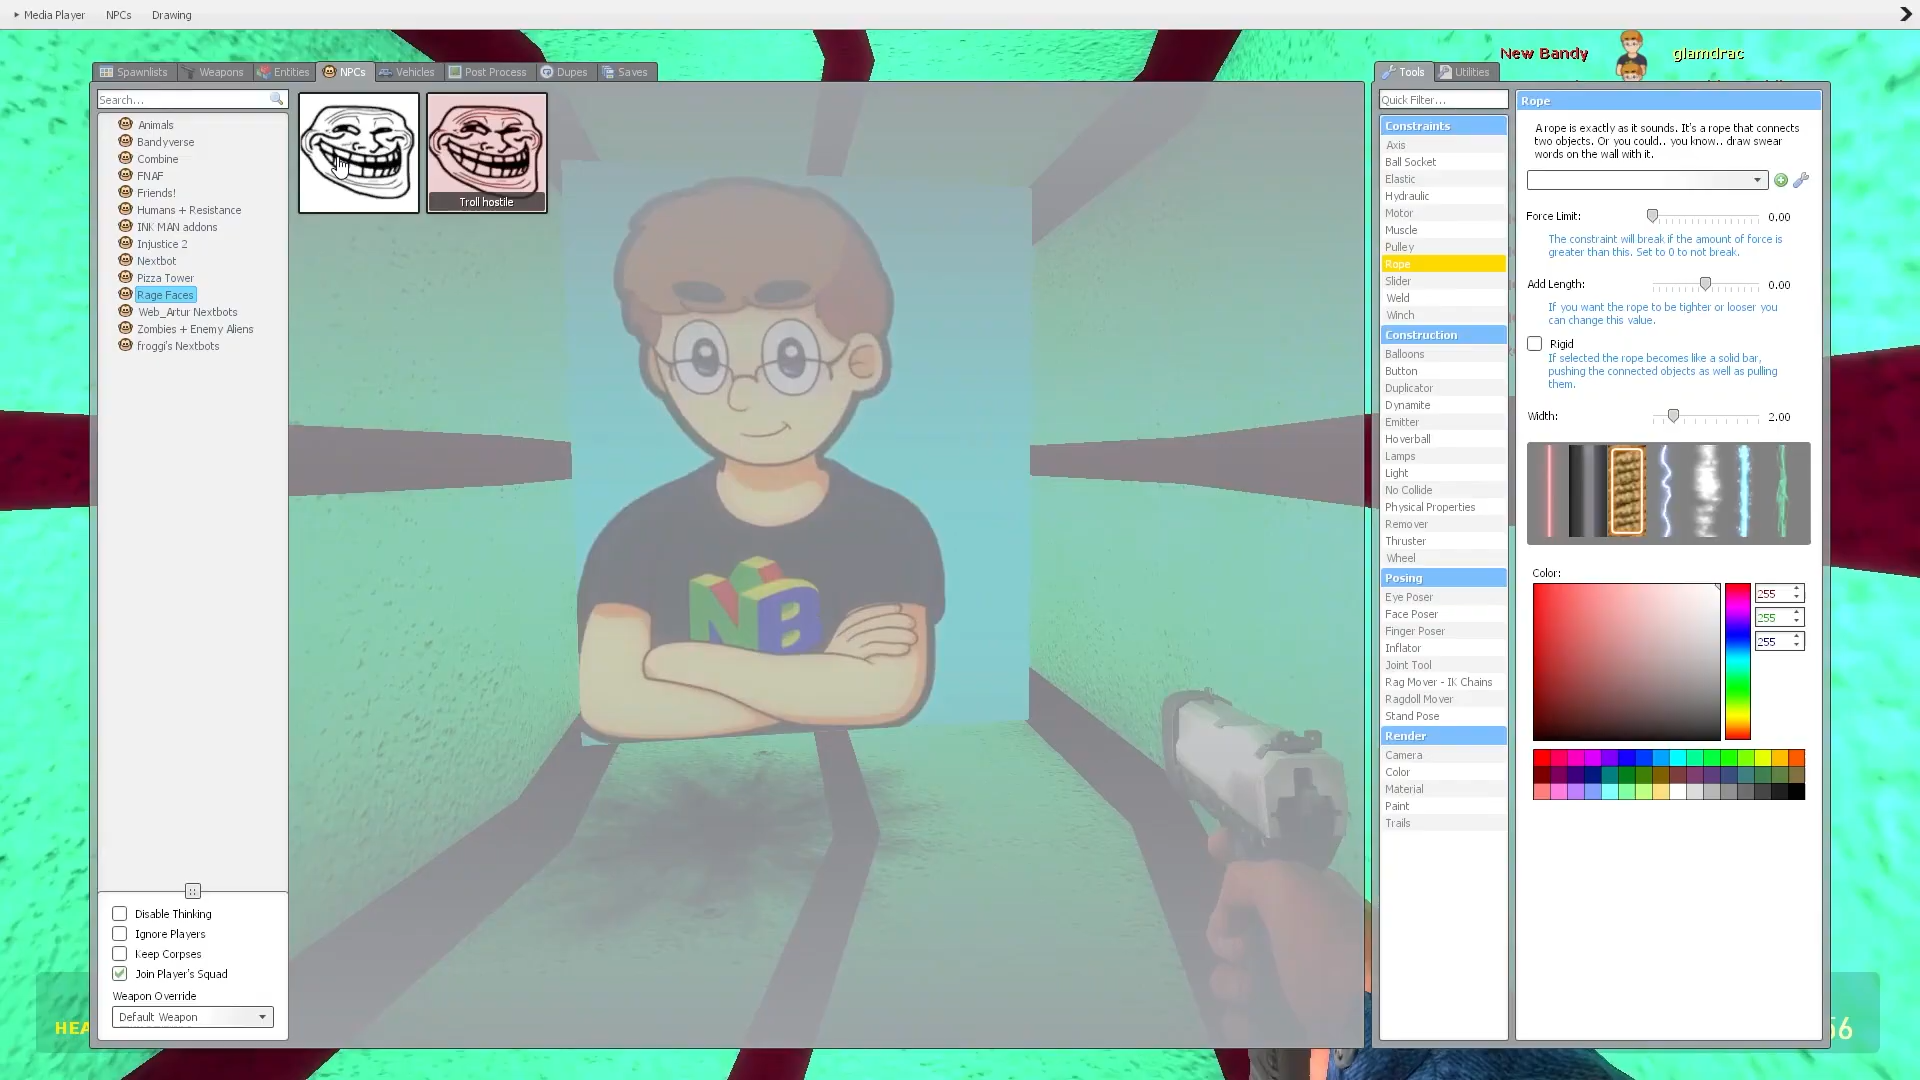 Media Player NPCs Drawing
New Bandy glamdrac
Spawnlists Weapons Entities NPCs Vehicles Post Process Dupes Saves
Search...
Animals
Bandyverse
Combine
FNAF
Friends!
Humans + Resistance
INK MAN addons
Injustice 2
Nextbot
Pizza Tower
Rage Faces
Web_Artur Nextbots
Zombies + Enemy Aliens
froggi's Nextbots
Disable Thinking
Ignore Players
Keep Corpses
Join Player's Squad
Weapon Override
Default Weapon
HEA
Troll hostile
NB
Tools Utilities
Quick Filter...
Constraints
Axis
Ball Socket
Elastic
Hydraulic
Motor
Muscle
Pulley
Rope
Slider
Weld
Winch
Construction
Balloons
Button
Duplicator
Dynamite
Emitter
Hoverball
Lamps
Light
No Collide
Physical Properties
Remover
Thruster
Wheel
Posing
Eye Poser
Face Poser
Finger Poser
Inflator
Joint Tool
Rag Mover - IK Chains
Ragdoll Mover
Stand Pose
Render
Camera
Color
Material
Paint
Trails
Rope
A rope is exactly as it sounds. It's a rope that connects
two objects. Or you could.. you know.. draw swear
words on the wall with it.
Force Limit: 0.00
The constraint will break if the amount of force is
greater than this. Set to 0 to not break.
Add Length: 0.00
If you want the rope to be tighter or looser you
can change this value.
Rigid
If selected the rope becomes like a solid bar,
pushing the connected objects as well as pulling
them.
Width: 2.00
Color:
255
255
255
56